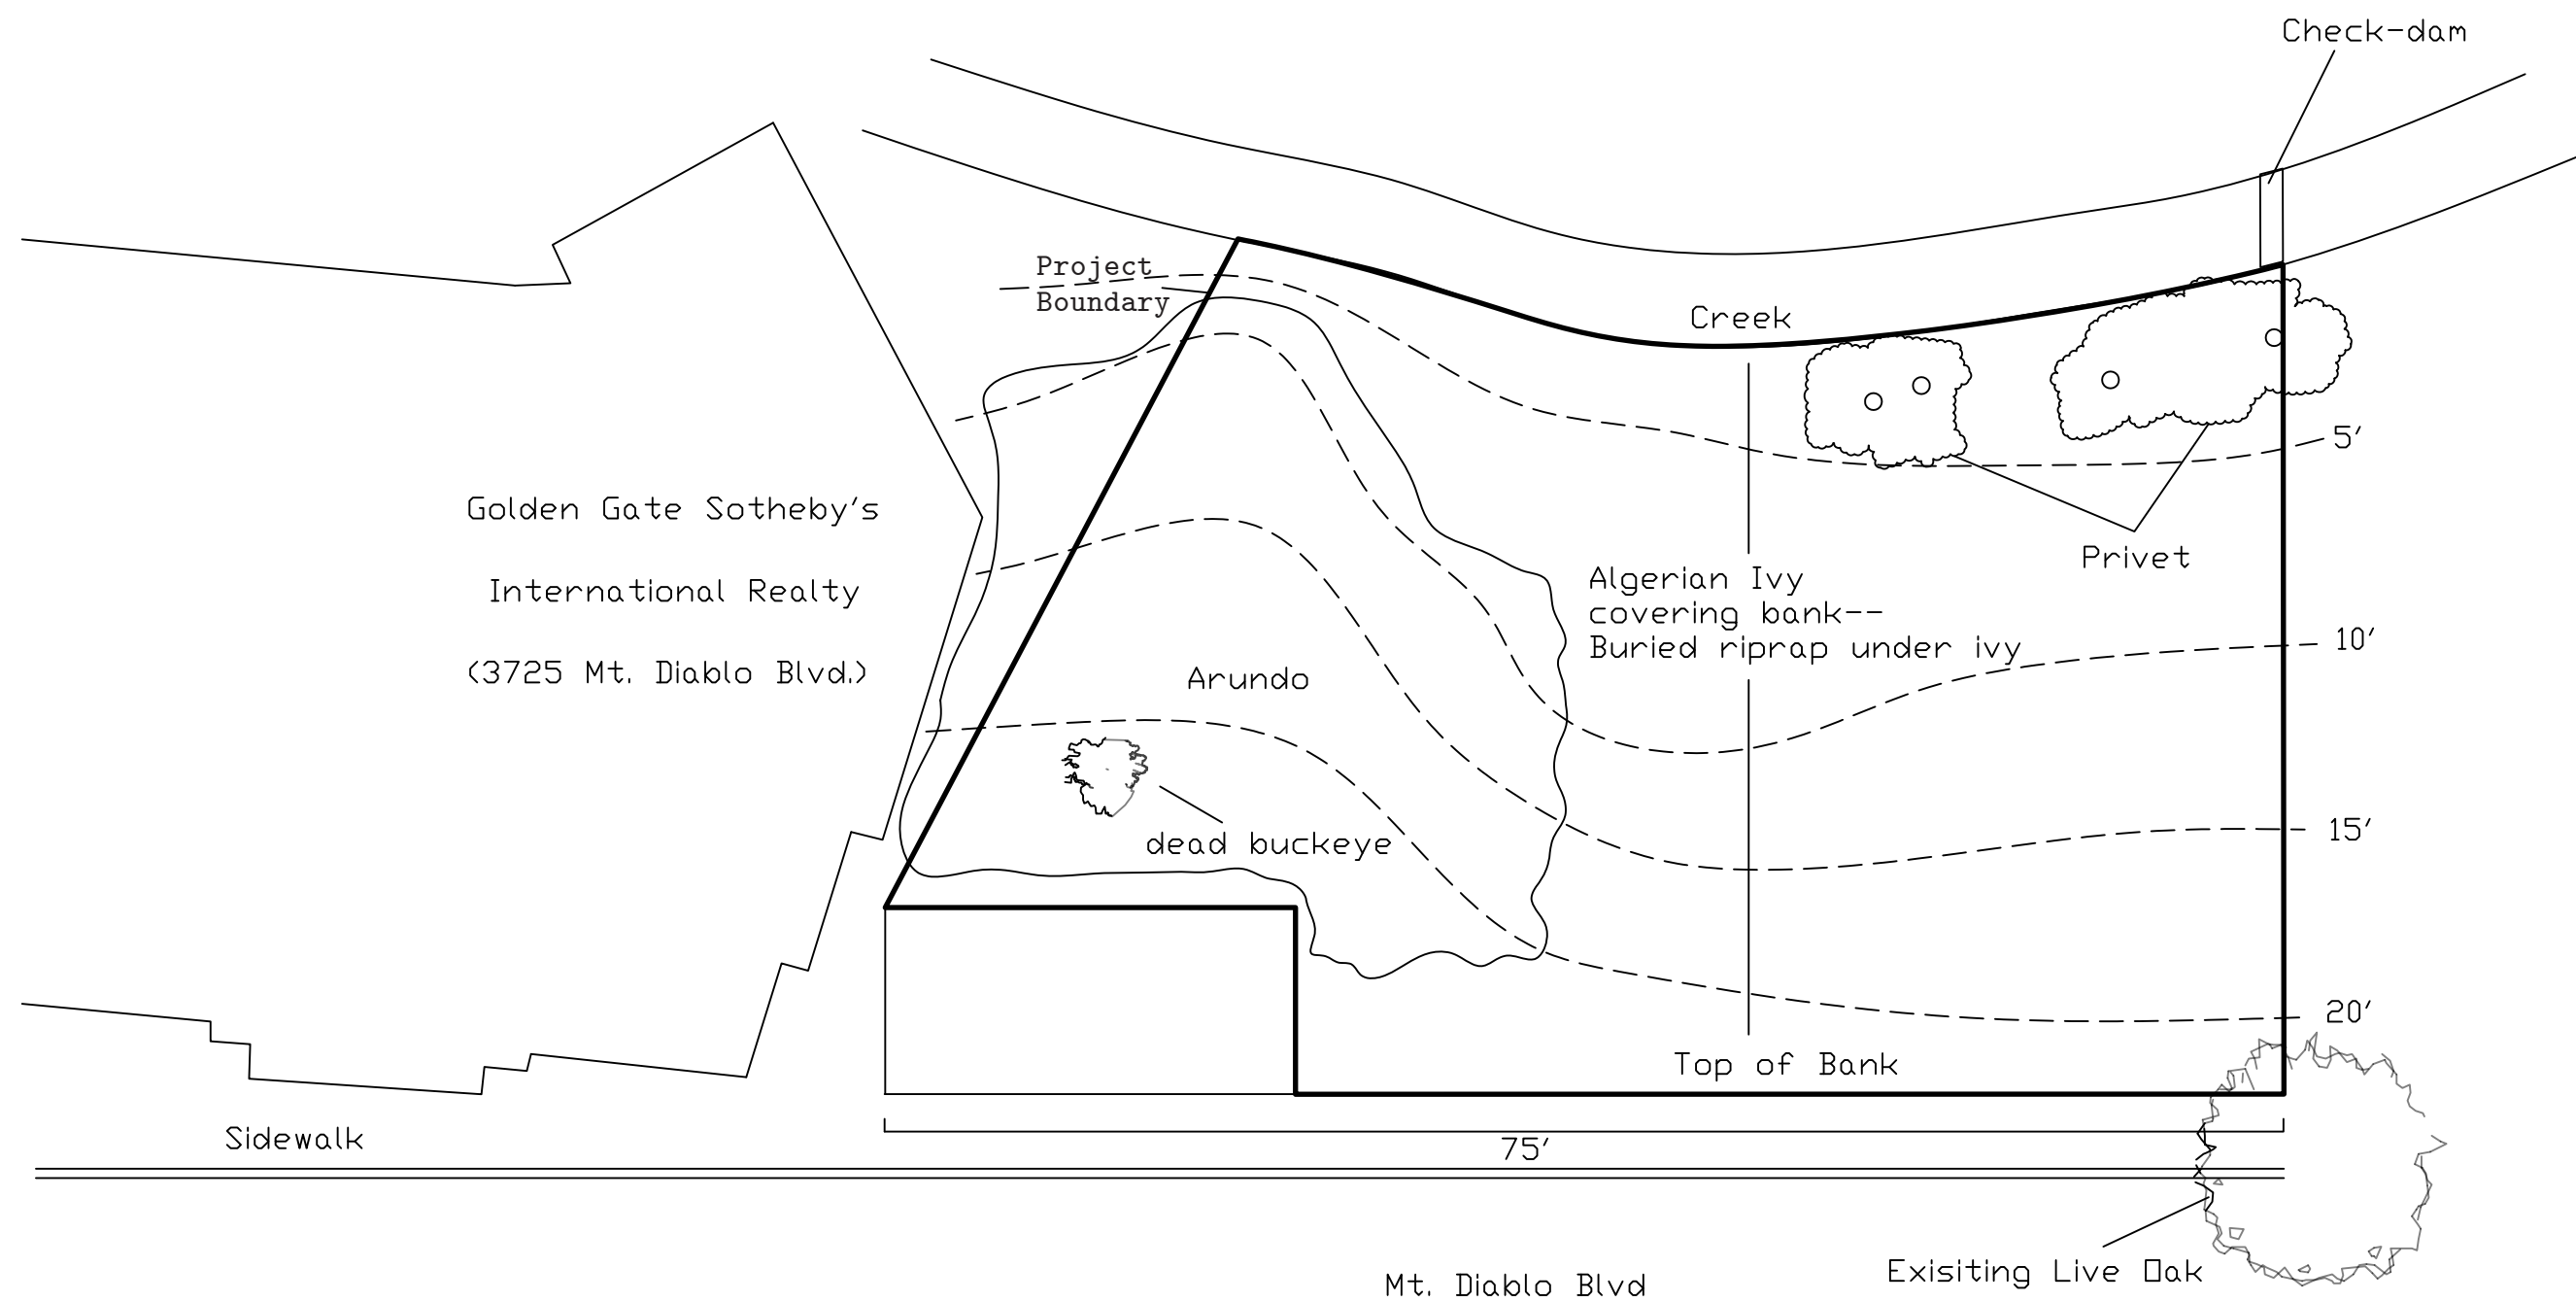 Check-dam
Project
Boundary
Creek
5'
Golden Gate Sotheby's
International Realty
(3725 Mt. Diablo Blvd.)
Privet
Algerian Ivy
covering bank--
Buried riprap under ivy
10'
Arundo
15'
dead buckeye
20'
Top of Bank
Sidewalk
75'
Exisiting Live Oak
Mt. Diablo Blvd